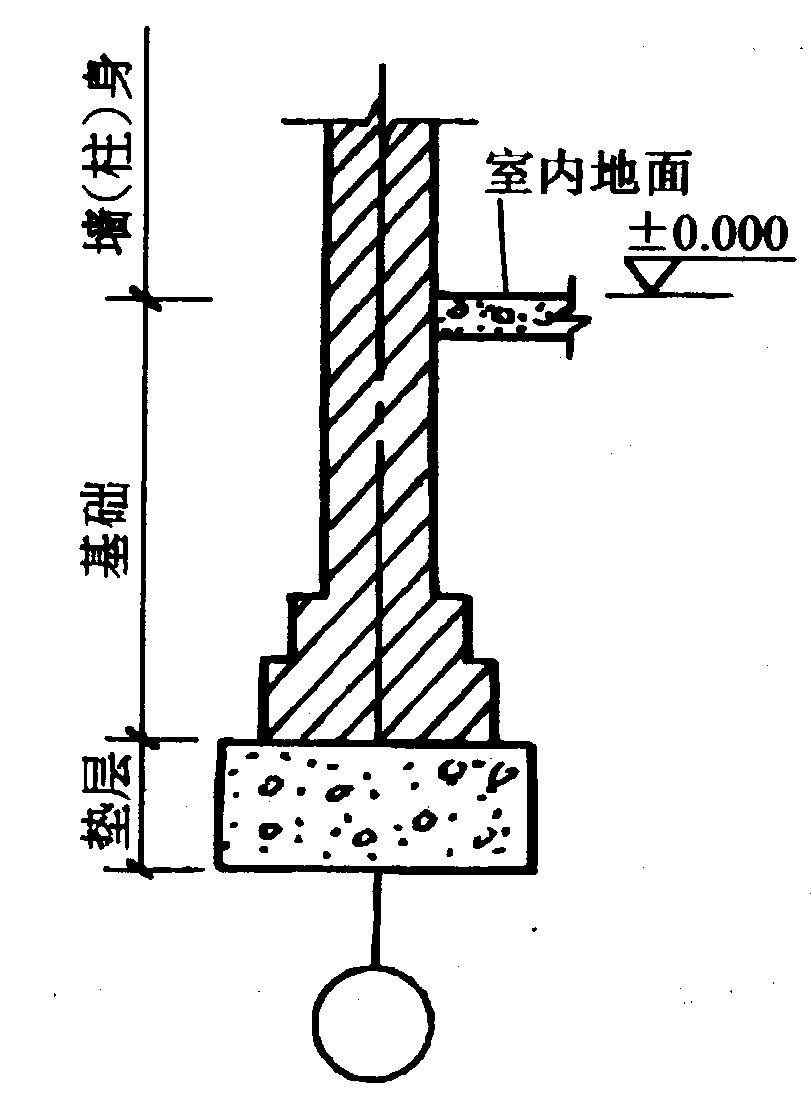 墙(柱)身
室内地面
±0.000
基础
垫层